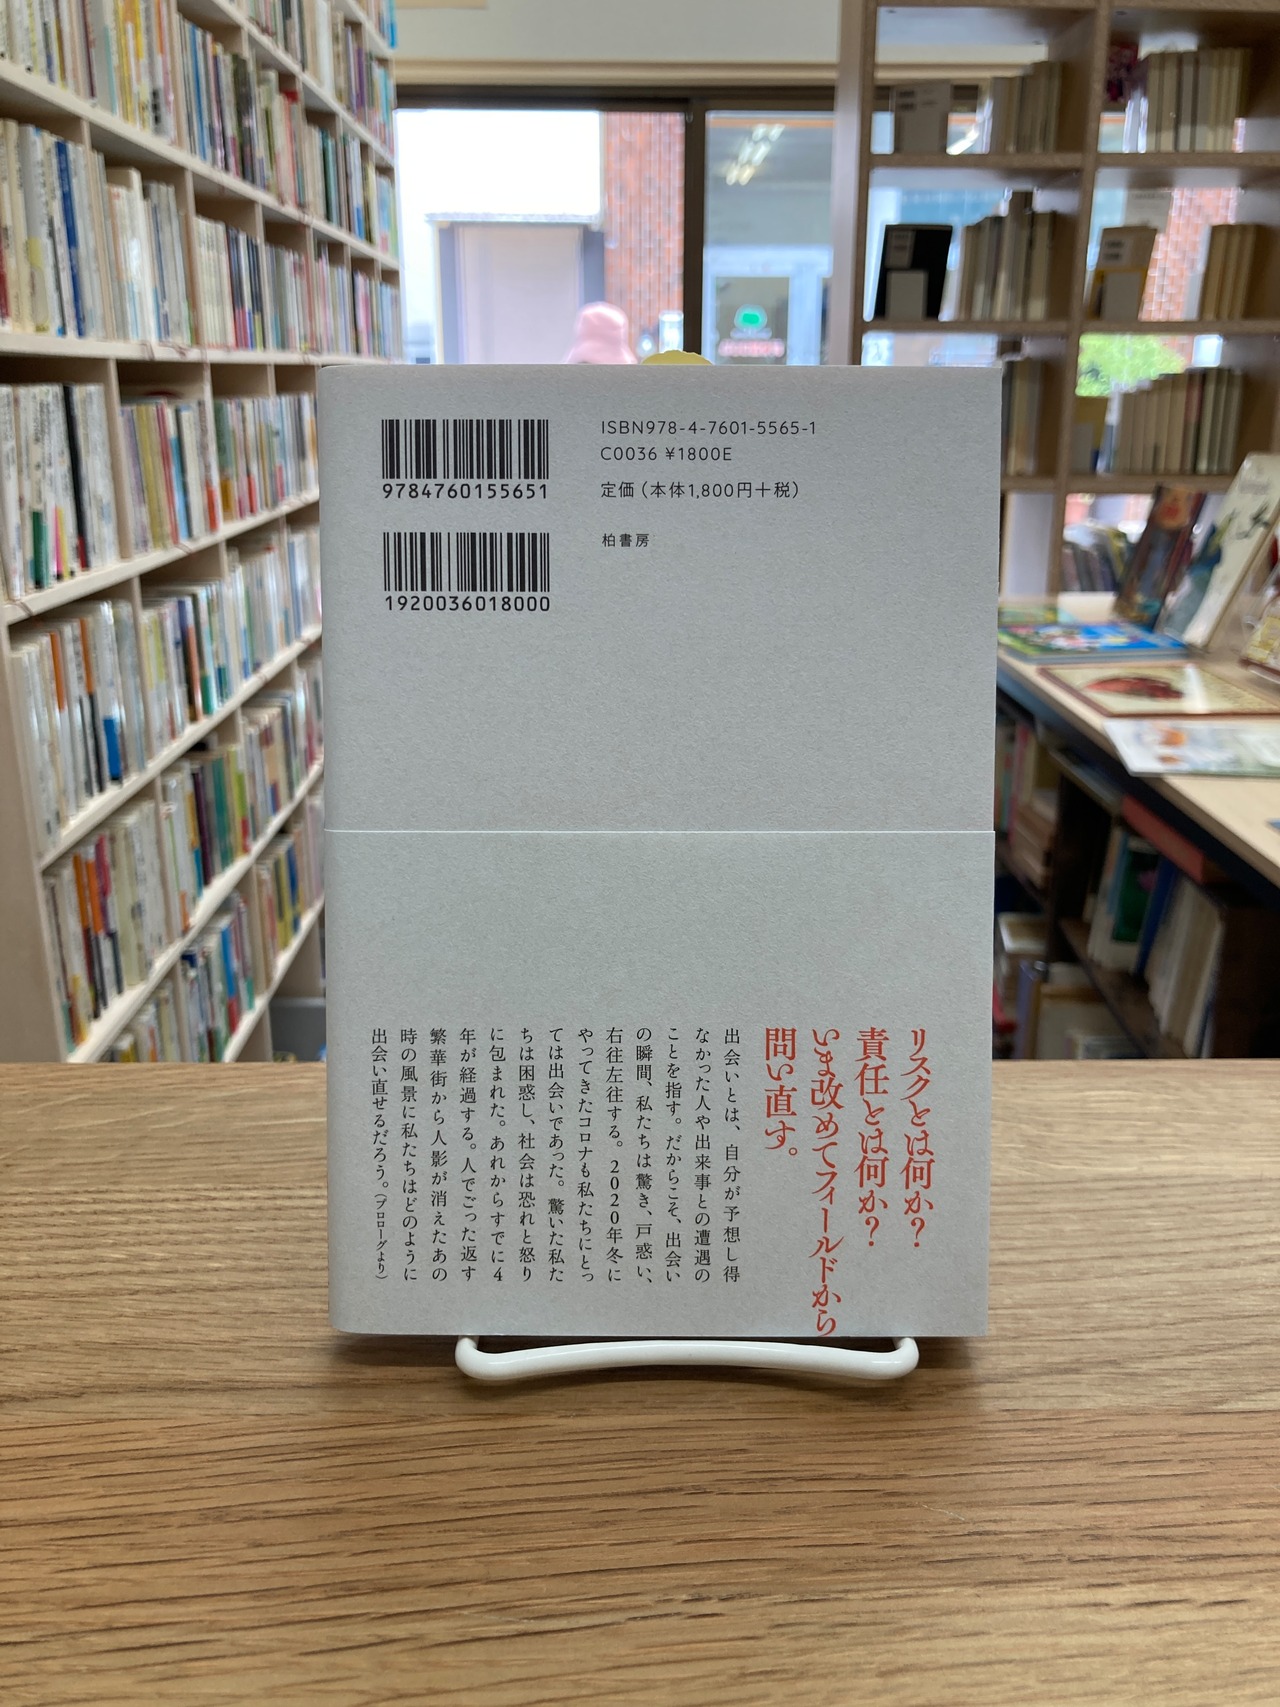 9784760155651
1920036018000
ISBN978-4-7601-5565-1
C0036 ¥1800E
定価（本体1,800円＋税）
柏書房
リスクとは何か？
責任とは何か？
いま改めてフィールドから
問い直す。
出会いとは、自分が予想し得
なかった人や出来事との遭遇の
ことを指す。だからこそ、出会い
の瞬間、私たちは驚き、戸惑い、
右往左往する。2020年冬に
やってきたコロナも私たちにとっ
ては出会いであった。驚いた私た
ちは困惑し、社会は恐れと怒り
に包まれた。あれからすでに4
年が経過する。人でごった返す
繁華街から人影が消えたあの
時の風景に私たちはどのように
出会い直せるだろう。（プロローグより）